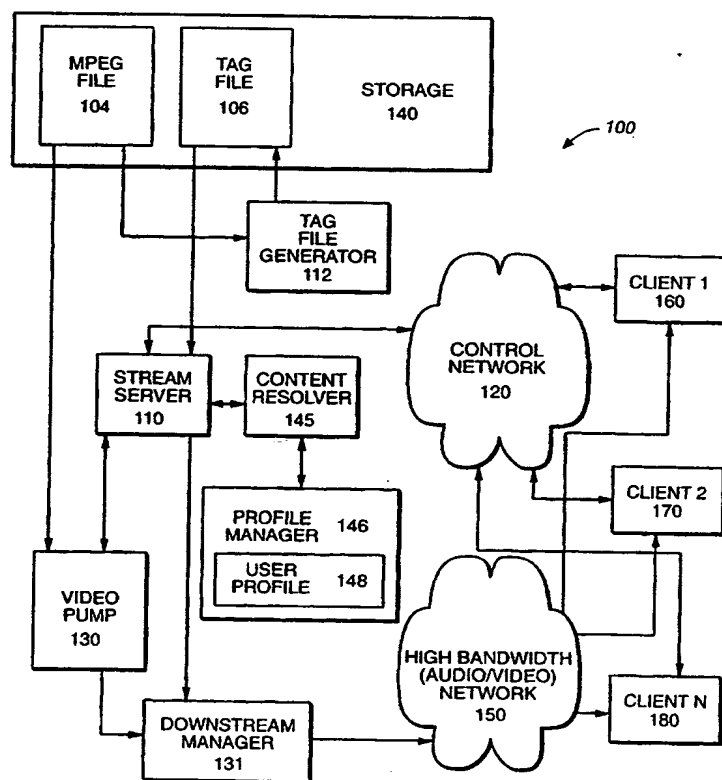 MPEG
FILE
104
TAG
FILE
106
STORAGE
140
100
TAG
FILE
GENERATOR
112
CLIENT 1
160
CONTROL
NETWORK
120
STREAM
SERVER
110
CONTENT
RESOLVER
145
CLIENT 2
170
PROFILE
MANAGER
146
USER
PROFILE
148
VIDEO
PUMP
130
HIGH BANDWIDTH
(AUDIO/VIDEO)
NETWORK
150
CLIENT N
180
DOWNSTREAM
MANAGER
131